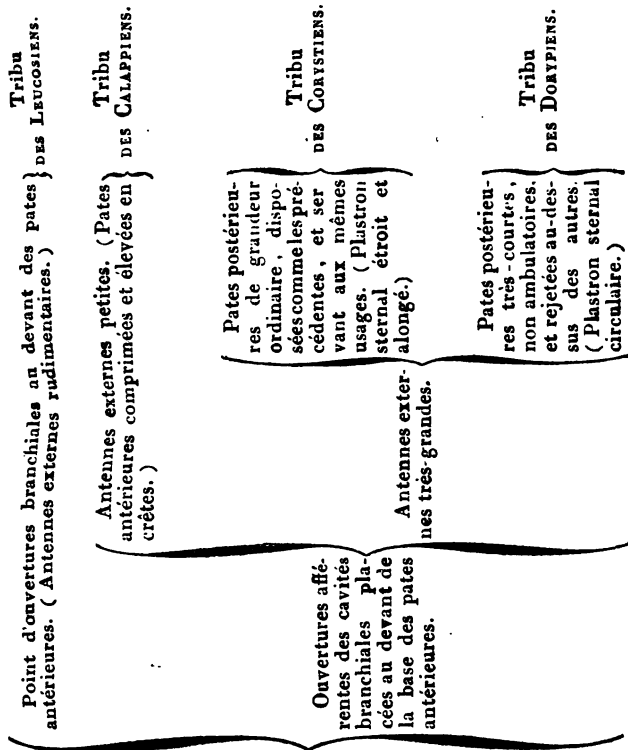 Point d'ouvertures branchiales au devant des pates
antérieures. ( Antennes externes rudimentaires. )
Tribu
DES LEUCOSIENS.
Ouvertures affé-
rentes des cavités
branchiales pla-
cées au devant de
la base des pates
antérieures.
Antennes externes petites. (Pates
antérieures comprimées et élevées en
crêtes. )
Tribu
DES CALAPPIENS.
Antennes exter-
nes très-grandes.
Pates postérieu-
res de grandeur
ordinaire, dispo-
sées comme les pré-
cédentes, et ser
vant aux mêmes
usages. ( Plastron
sternal étroit et
alongé.)
Tribu
DES CORYSTIENS.
Pates postérieu-
res très-courtes,
non ambulatoires,
et rejetées au-des-
sus des autres.
( Plastron sternal
circulaire. )
Tribu
DES DORYPIENS.